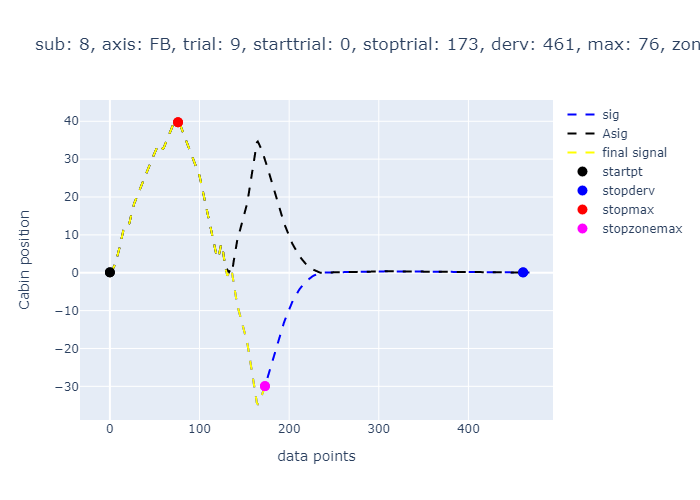 sub: 8, axis: FB, trial: 9, starttrial: 0, stoptrial: 173, derv: 461, max: 76, zon
40
30
20
10
0
−10
−20
−30
Cabin position
0
100
200
300
400
data points
sig
Asig
final signal
startpt
stopderv
stopmax
stopzonemax